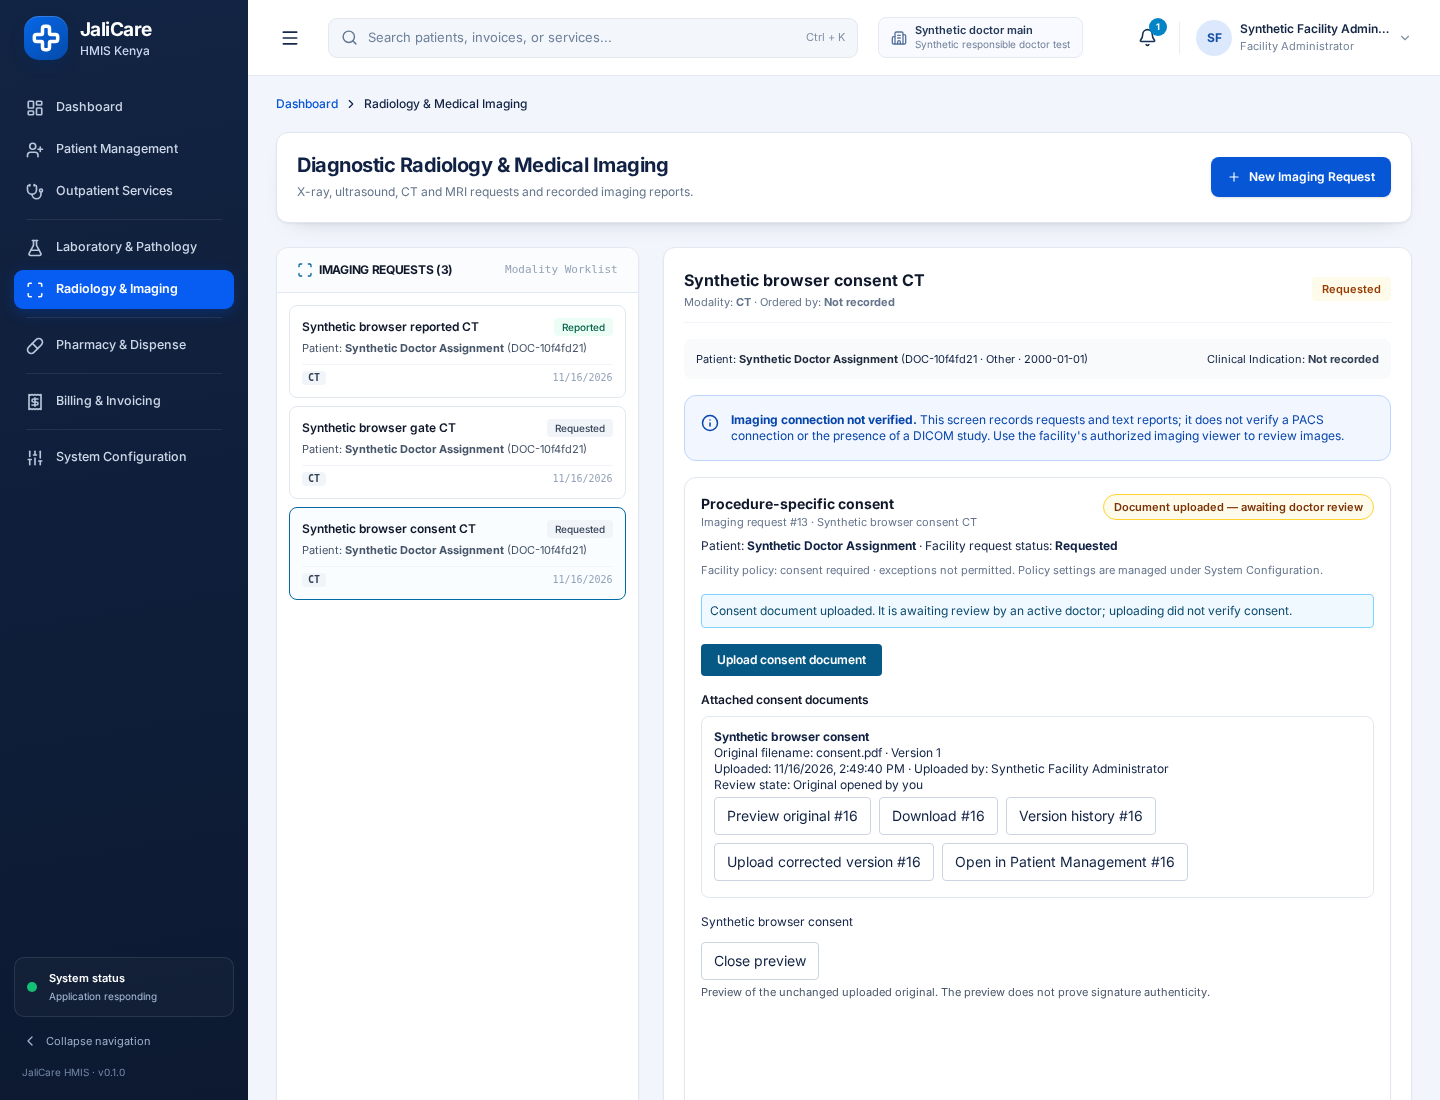 JaliCare
HMIS Kenya
Dashboard
Patient Management
Outpatient Services
Laboratory & Pathology
Radiology & Imaging
Pharmacy & Dispense
Billing & Invoicing
System Configuration
System status
Application responding
Collapse navigation
JaliCare HMIS · v0.1.0
Search patients, invoices, or services...
Ctrl + K
Synthetic doctor main
Synthetic responsible doctor test
1
SF
Synthetic Facility Admin...
Facility Administrator
Dashboard > Radiology & Medical Imaging
Diagnostic Radiology & Medical Imaging
X-ray, ultrasound, CT and MRI requests and recorded imaging reports.
New Imaging Request
IMAGING REQUESTS (3)
Modality Worklist
Synthetic browser reported CT
Reported
Patient: Synthetic Doctor Assignment (DOC-10f4fd21)
CT
11/16/2026
Synthetic browser gate CT
Requested
Patient: Synthetic Doctor Assignment (DOC-10f4fd21)
CT
11/16/2026
Synthetic browser consent CT
Requested
Patient: Synthetic Doctor Assignment (DOC-10f4fd21)
CT
11/16/2026
Synthetic browser consent CT
Modality: CT · Ordered by: Not recorded
Requested
Patient: Synthetic Doctor Assignment (DOC-10f4fd21 · Other · 2000-01-01)
Clinical Indication: Not recorded
Imaging connection not verified. This screen records requests and text reports; it does not verify a PACS
connection or the presence of a DICOM study. Use the facility's authorized imaging viewer to review images.
Procedure-specific consent
Imaging request #13 · Synthetic browser consent CT
Document uploaded — awaiting doctor review
Patient: Synthetic Doctor Assignment · Facility request status: Requested
Facility policy: consent required · exceptions not permitted. Policy settings are managed under System Configuration.
Consent document uploaded. It is awaiting review by an active doctor; uploading did not verify consent.
Upload consent document
Attached consent documents
Synthetic browser consent
Original filename: consent.pdf · Version 1
Uploaded: 11/16/2026, 2:49:40 PM · Uploaded by: Synthetic Facility Administrator
Review state: Original opened by you
Preview original #16
Download #16
Version history #16
Upload corrected version #16
Open in Patient Management #16
Synthetic browser consent
Close preview
Preview of the unchanged uploaded original. The preview does not prove signature authenticity.